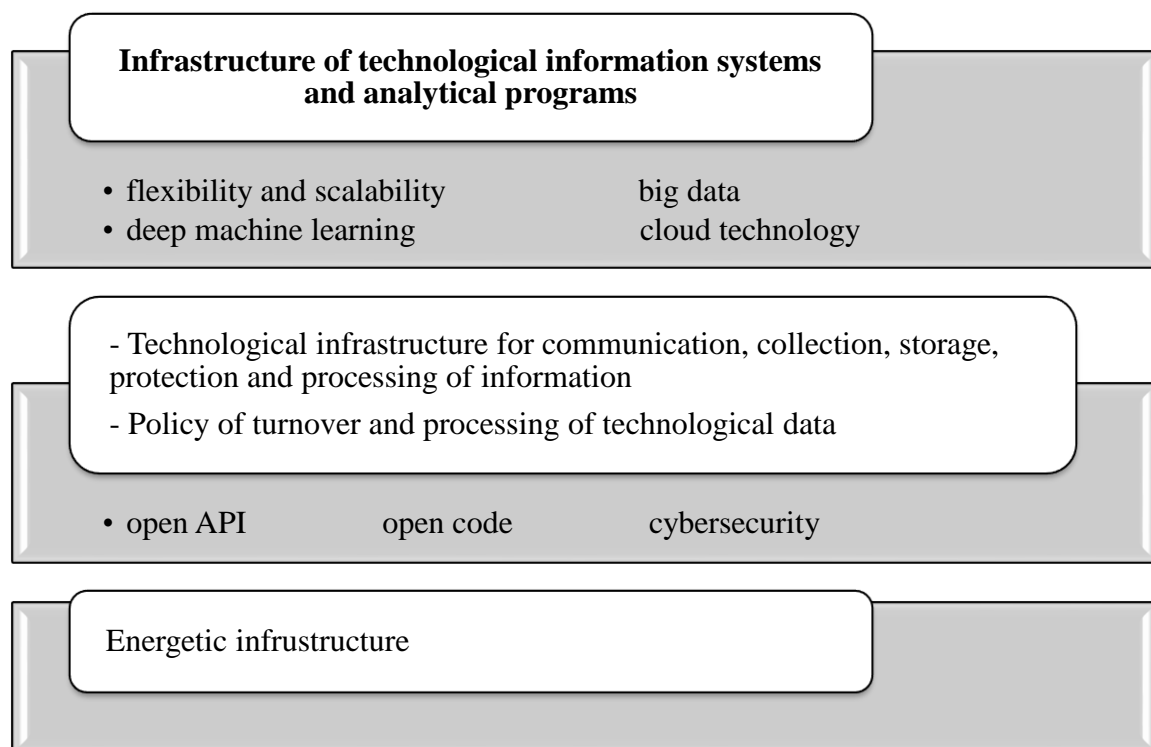 Infrastructure of technological information systems
and analytical programs
• flexibility and scalability big data
• deep machine learning cloud technology
- Technological infrastructure for communication, collection, storage,
protection and processing of information
- Policy of turnover and processing of technological data
• open API open code cybersecurity
Energetic infrustructure